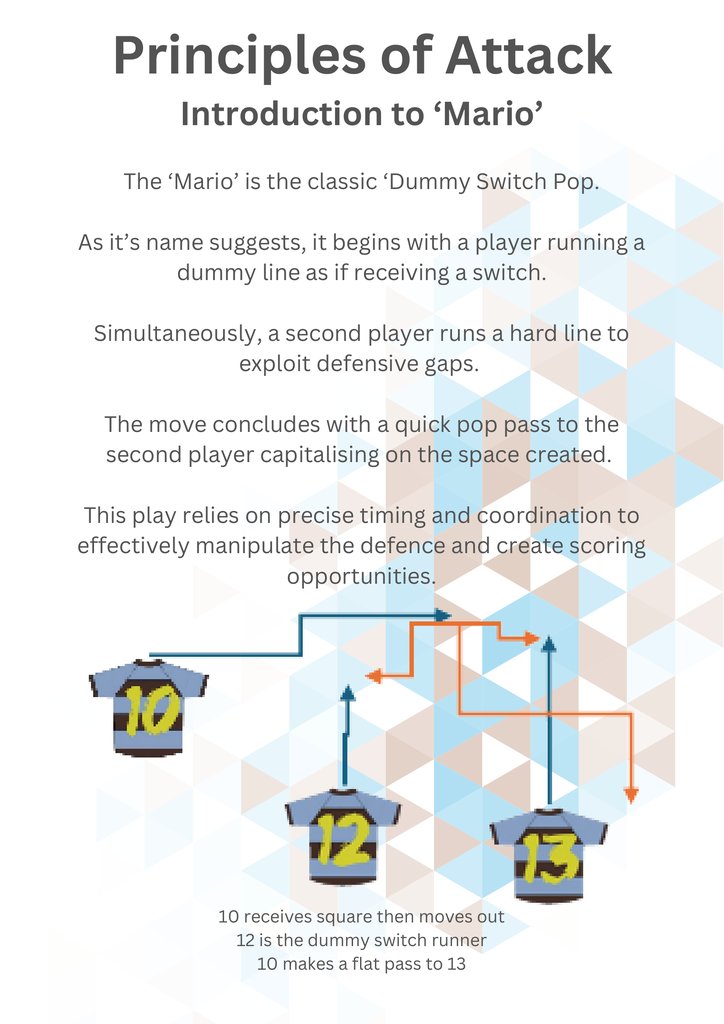 Principles of Attack
Introduction to ‘Mario’
The ‘Mario’ is the classic ‘Dummy Switch Pop.
As it’s name suggests, it begins with a player running a
dummy line as if receiving a switch.
Simultaneously, a second player runs a hard line to
exploit defensive gaps.
The move concludes with a quick pop pass to the
second player capitalising on the space created.
This play relies on precise timing and coordination to
effectively manipulate the defence and create scoring
opportunities.
10
12
13
10 receives square then moves out
12 is the dummy switch runner
10 makes a flat pass to 13